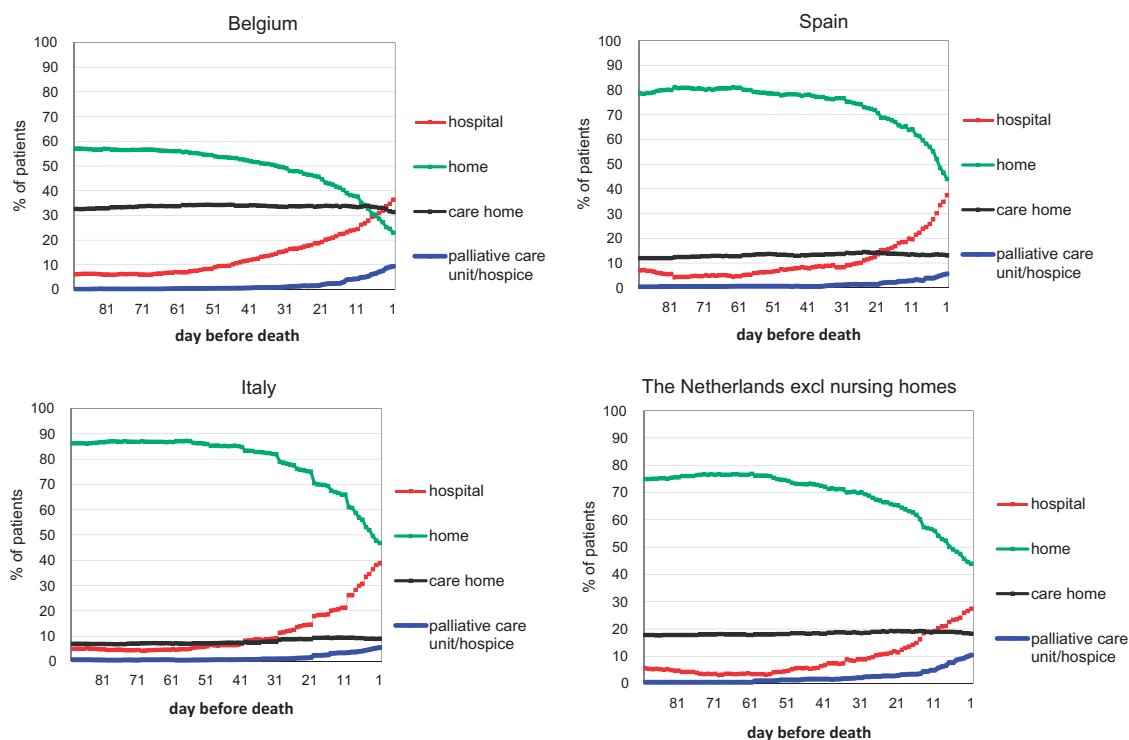 Belgium
100
90
80
70
60
50
40
30
20
10
0
% of patients
81 71 61 51 41 31 21 11 1
day before death
hospital
home
care home
palliative care
unit/hospice
Spain
100
90
80
70
60
50
40
30
20
10
0
% of patients
81 71 61 51 41 31 21 11 1
day before death
hospital
home
care home
palliative care
unit/hospice
Italy
100
90
80
70
60
50
40
30
20
10
0
% of patients
81 71 61 51 41 31 21 11 1
day before death
hospital
home
care home
palliative care
unit/hospice
The Netherlands excl nursing homes
100
90
80
70
60
50
40
30
20
10
0
% of patients
81 71 61 51 41 31 21 11 1
day before death
hospital
home
care home
palliative care
unit/hospice